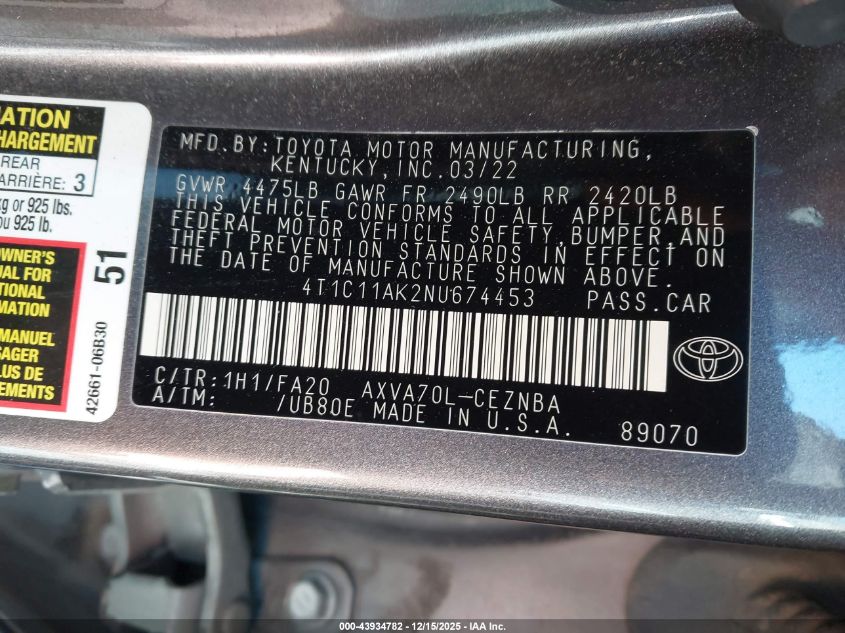 ATION
CHARGEMENT
REAR
ARRIÈRE: 3
kg or 925 lbs.
ou 925 lb.
OWNER'S
UAL FOR
TIONAL
RMATION
MANUEL
SAGER
LUS DE
EMENTS
51
42661-06B30
MFD. BY: TOYOTA MOTOR MANUFACTURING,
KENTUCKY, INC. 03/22
GVWR 4475LB GAWR FR 2490LB RR 2420LB
THIS VEHICLE CONFORMS TO ALL APPLICABLE
FEDERAL MOTOR VEHICLE SAFETY, BUMPER, AND
THEFT PREVENTION STANDARDS IN EFFECT ON
THE DATE OF MANUFACTURE SHOWN ABOVE.
4T1C11AK2NU674453 PASS.CAR
C/TR: 1H1/FA20 AXVA70L-CEZNBA
A/TM: /UB80E MADE IN U.S.A.
89070
000-43934782 - 12/15/2025 - IAA Inc.